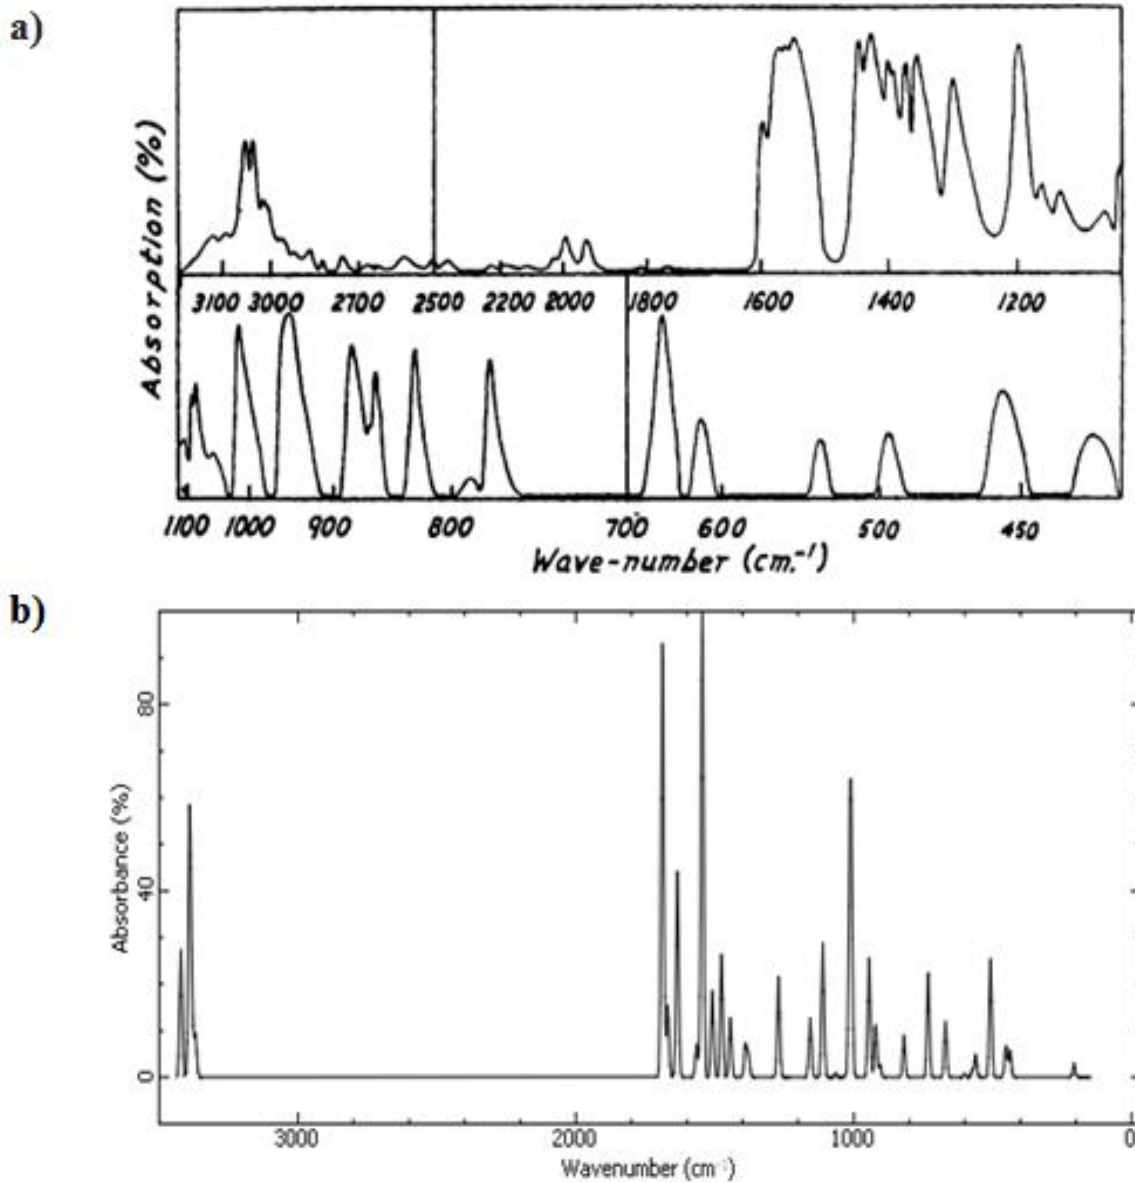 a)
Absorption (%)
3100 3000 2700 2500 2200 2000 1800 1600 1400 1200
1100 1000 900 800 700 600 500 450
Wave-number (cm.⁻¹)
b)
Absorbance (%)
80
40
0
3000 2000 1000 0
Wavenumber (cm⁻¹)